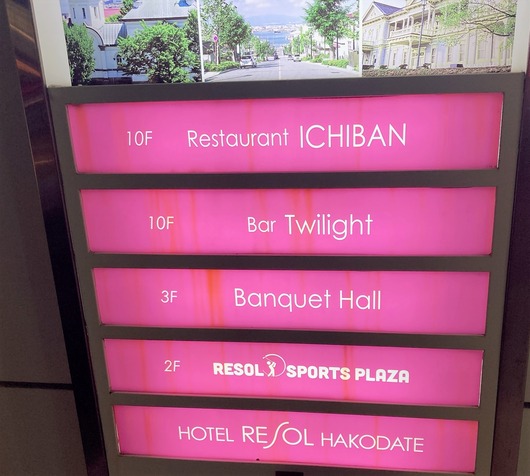 10F Restaurant ICHIBAN
10F Bar Twilight
3F Banquet Hall
2F RESOL SPORTS PLAZA
HOTEL RESOL HAKODATE